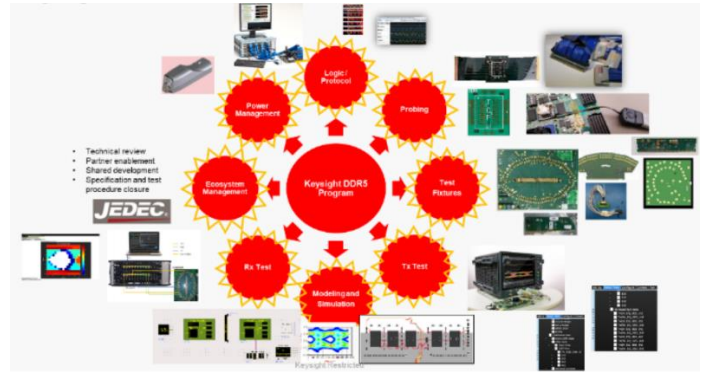 Logic/
Protocol
Power
Management
Probing
Technical review
Partner enablement
Shared development
Specification and test
procedure closure
JEDEC
Ecosystem
Management
Keysight DDR5
Program
Test
Fixtures
Rx Test
Tx Test
Modeling and
Simulation
Keysight Restricted